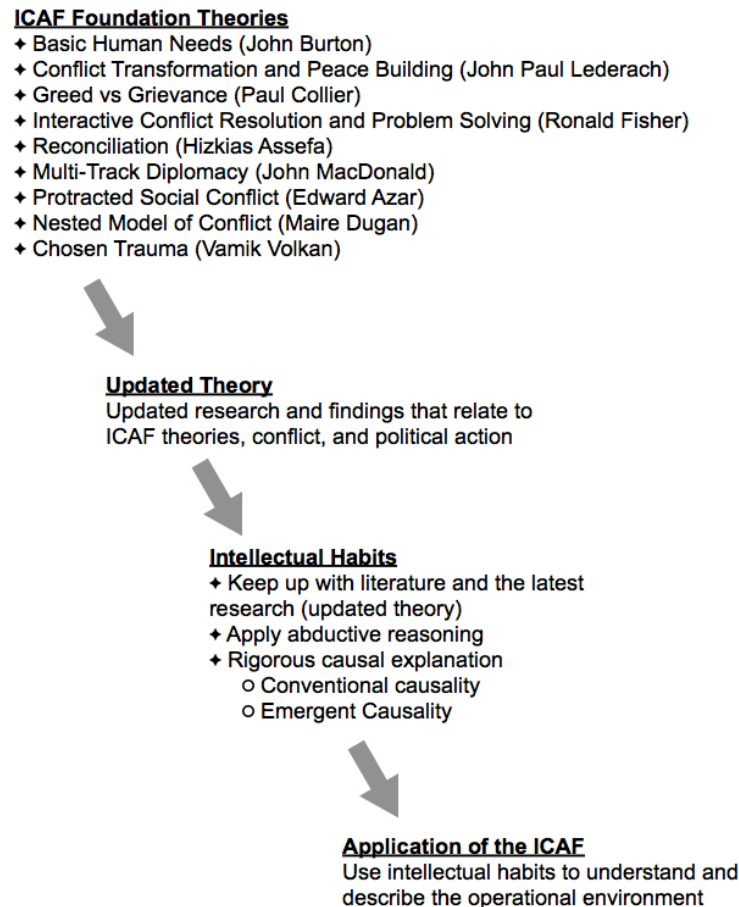 ICAF Foundation Theories
✦ Basic Human Needs (John Burton)
✦ Conflict Transformation and Peace Building (John Paul Lederach)
✦ Greed vs Grievance (Paul Collier)
✦ Interactive Conflict Resolution and Problem Solving (Ronald Fisher)
✦ Reconciliation (Hizkias Assefa)
✦ Multi-Track Diplomacy (John MacDonald)
✦ Protracted Social Conflict (Edward Azar)
✦ Nested Model of Conflict (Maire Dugan)
✦ Chosen Trauma (Vamik Volkan)
Updated Theory
Updated research and findings that relate to
ICAF theories, conflict, and political action
Intellectual Habits
✦ Keep up with literature and the latest
research (updated theory)
✦ Apply abductive reasoning
✦ Rigorous causal explanation
o Conventional causality
o Emergent Causality
Application of the ICAF
Use intellectual habits to understand and
describe the operational environment